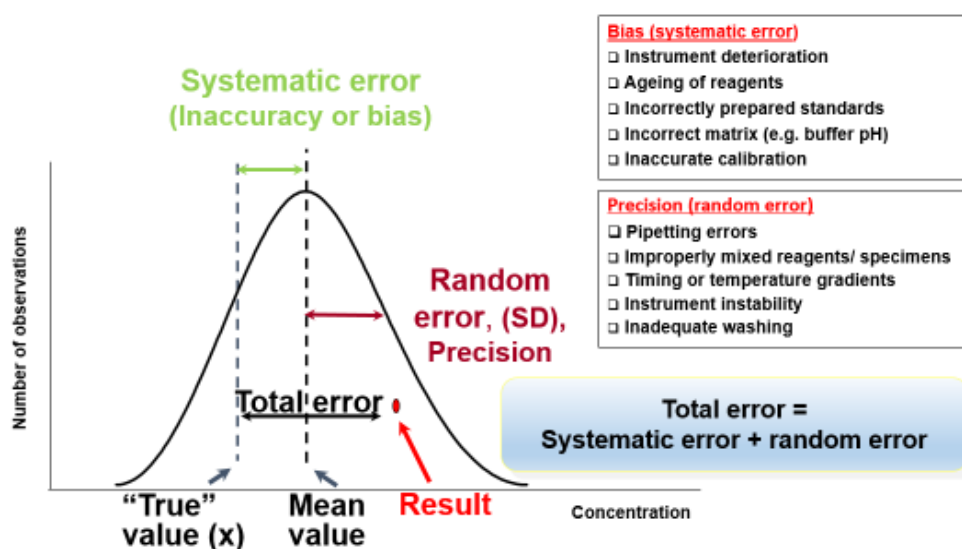 Systematic error
(Inaccuracy or bias)
Bias (systematic error)
❑ Instrument deterioration
❑ Ageing of reagents
❑ Incorrectly prepared standards
❑ Incorrect matrix (e.g. buffer pH)
❑ Inaccurate calibration
Precision (random error)
❑ Pipetting errors
❑ Improperly mixed reagents/ specimens
❑ Timing or temperature gradients
❑ Instrument instability
❑ Inadequate washing
Number of observations
Random
error, (SD),
Precision
Total error
Total error =
Systematic error + random error
“True”
value (x)
Mean
value
Result
Concentration